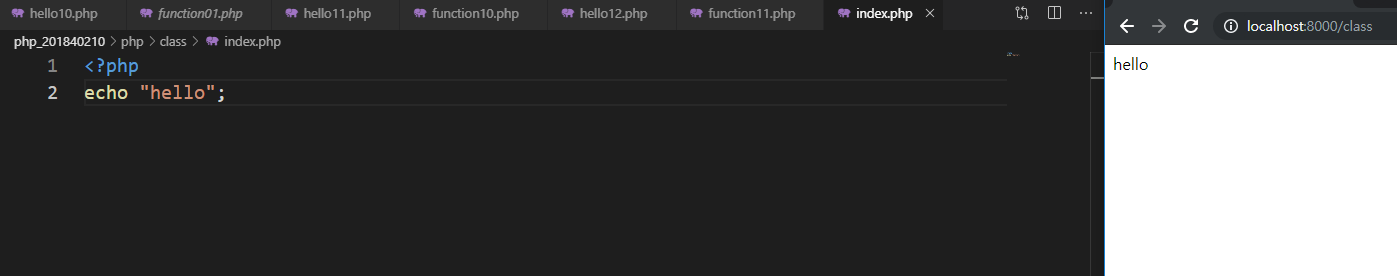 hello10.php function01.php hello11.php function10.php hello12.php function11.php index.php
php_201840210 > php > class > index.php
1 <?php
2 echo "hello";
localhost:8000/class
hello